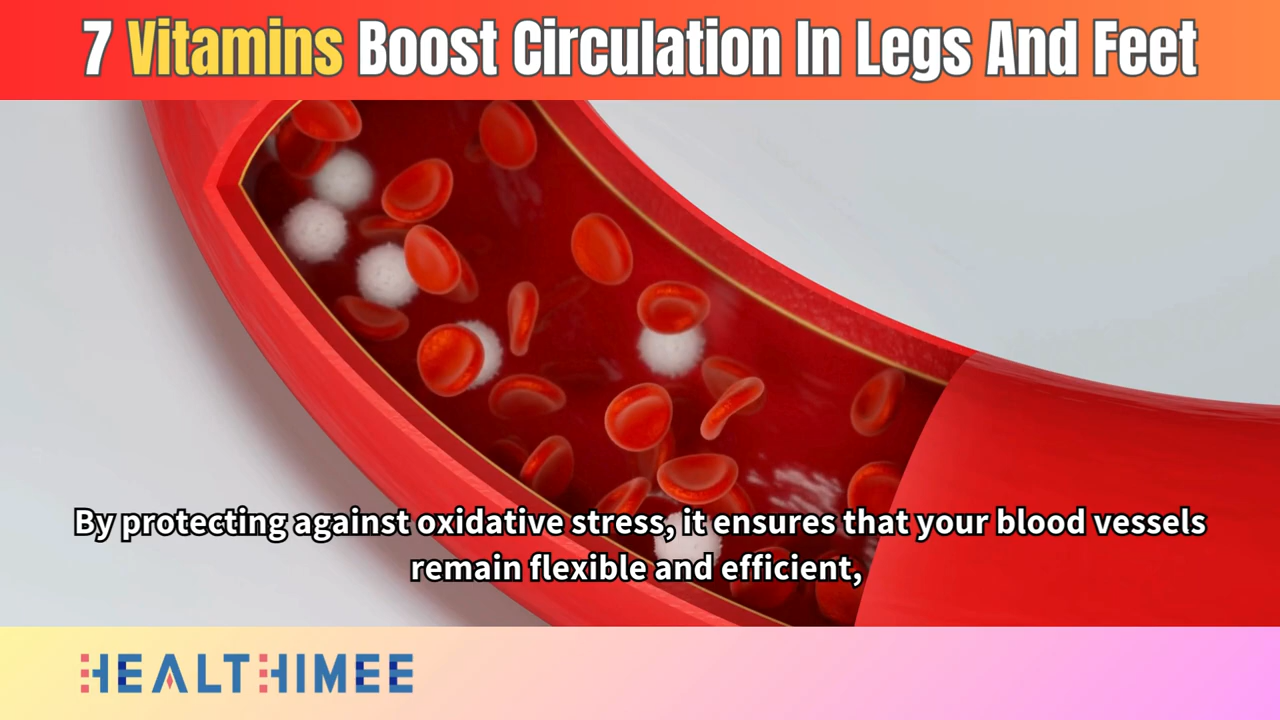 7 Vitamins Boost Circulation In Legs And Feet
By protecting against oxidative stress, it ensures that your blood vessels
remain flexible and efficient,
HEALTHIMEE